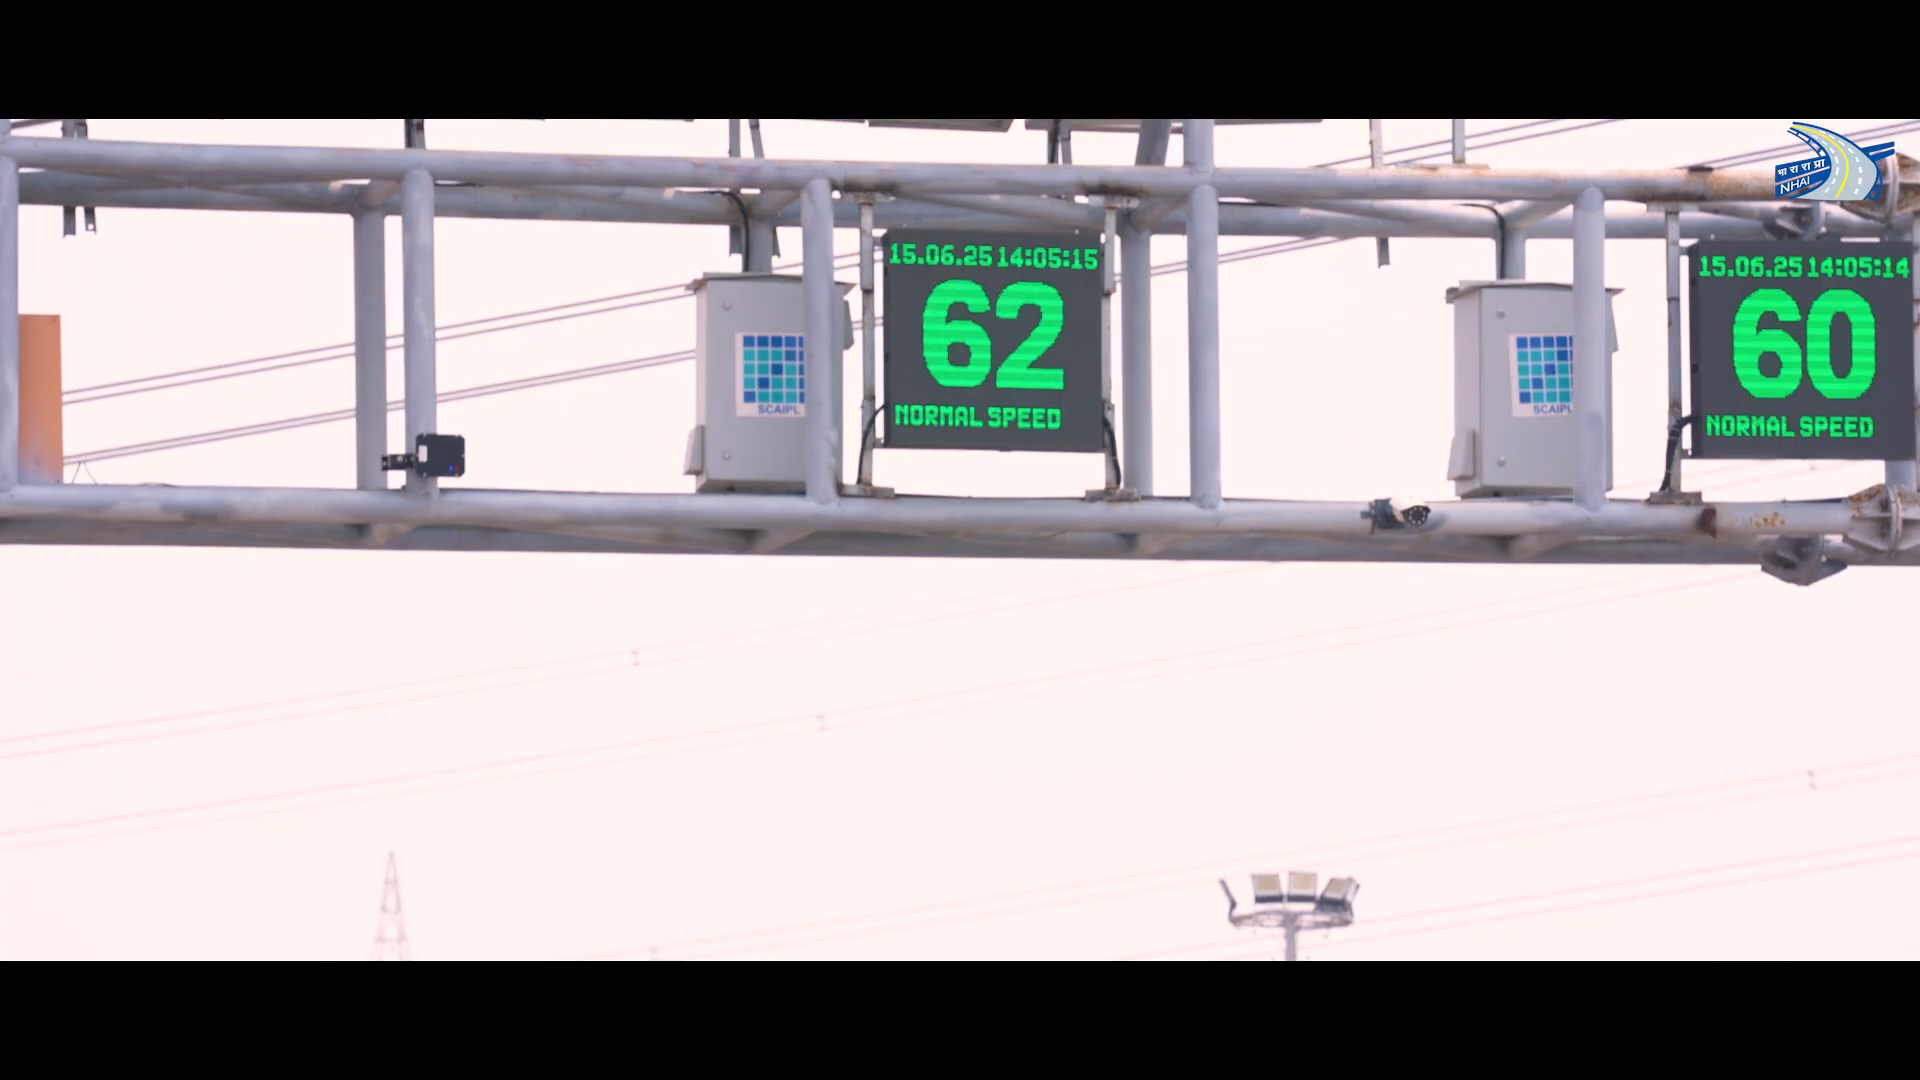 भा रा रा प्रा
NHAI
15.06.25 14:05:15
62
NORMAL SPEED
SCAIPL
15.06.25 14:05:14
60
NORMAL SPEED
SCAIPL